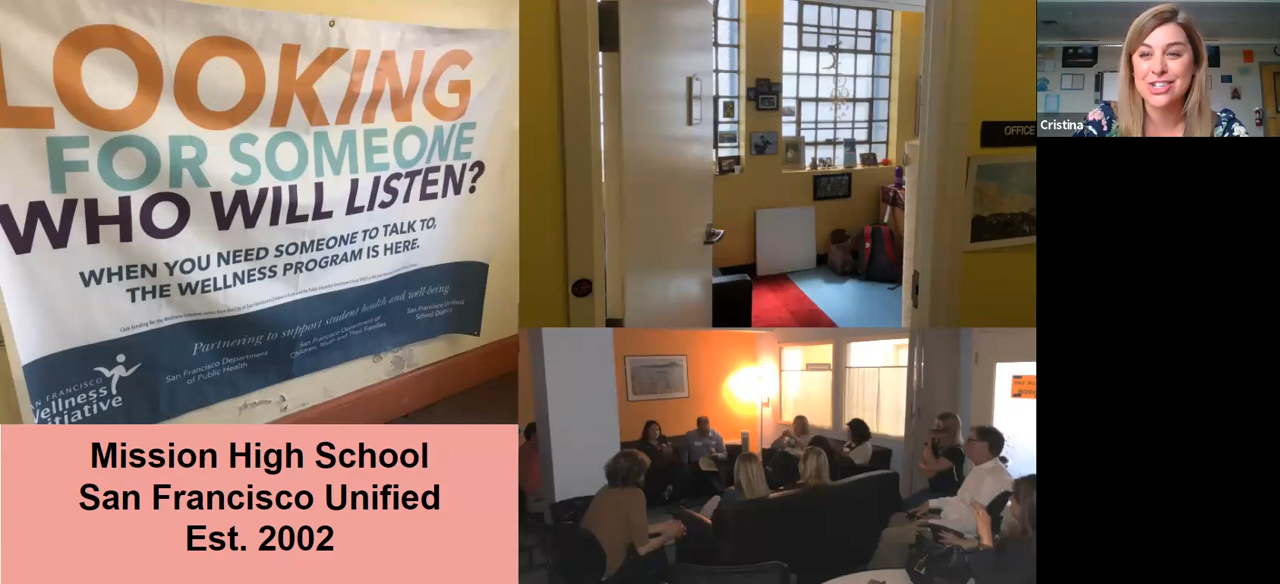 LOOKING
FOR SOMEONE
WHO WILL LISTEN?
WHEN YOU NEED SOMEONE TO TALK TO,
THE WELLNESS PROGRAM IS HERE.
Partnering to support student health and well-being
San Francisco Department
of Public Health
San Francisco Department of
Children, Youth and Their Families
San Francisco Unified
School District
AN FRANCISCO
Wellness
itiative
Mission High School
San Francisco Unified
Est. 2002
OFFICE
Cristina